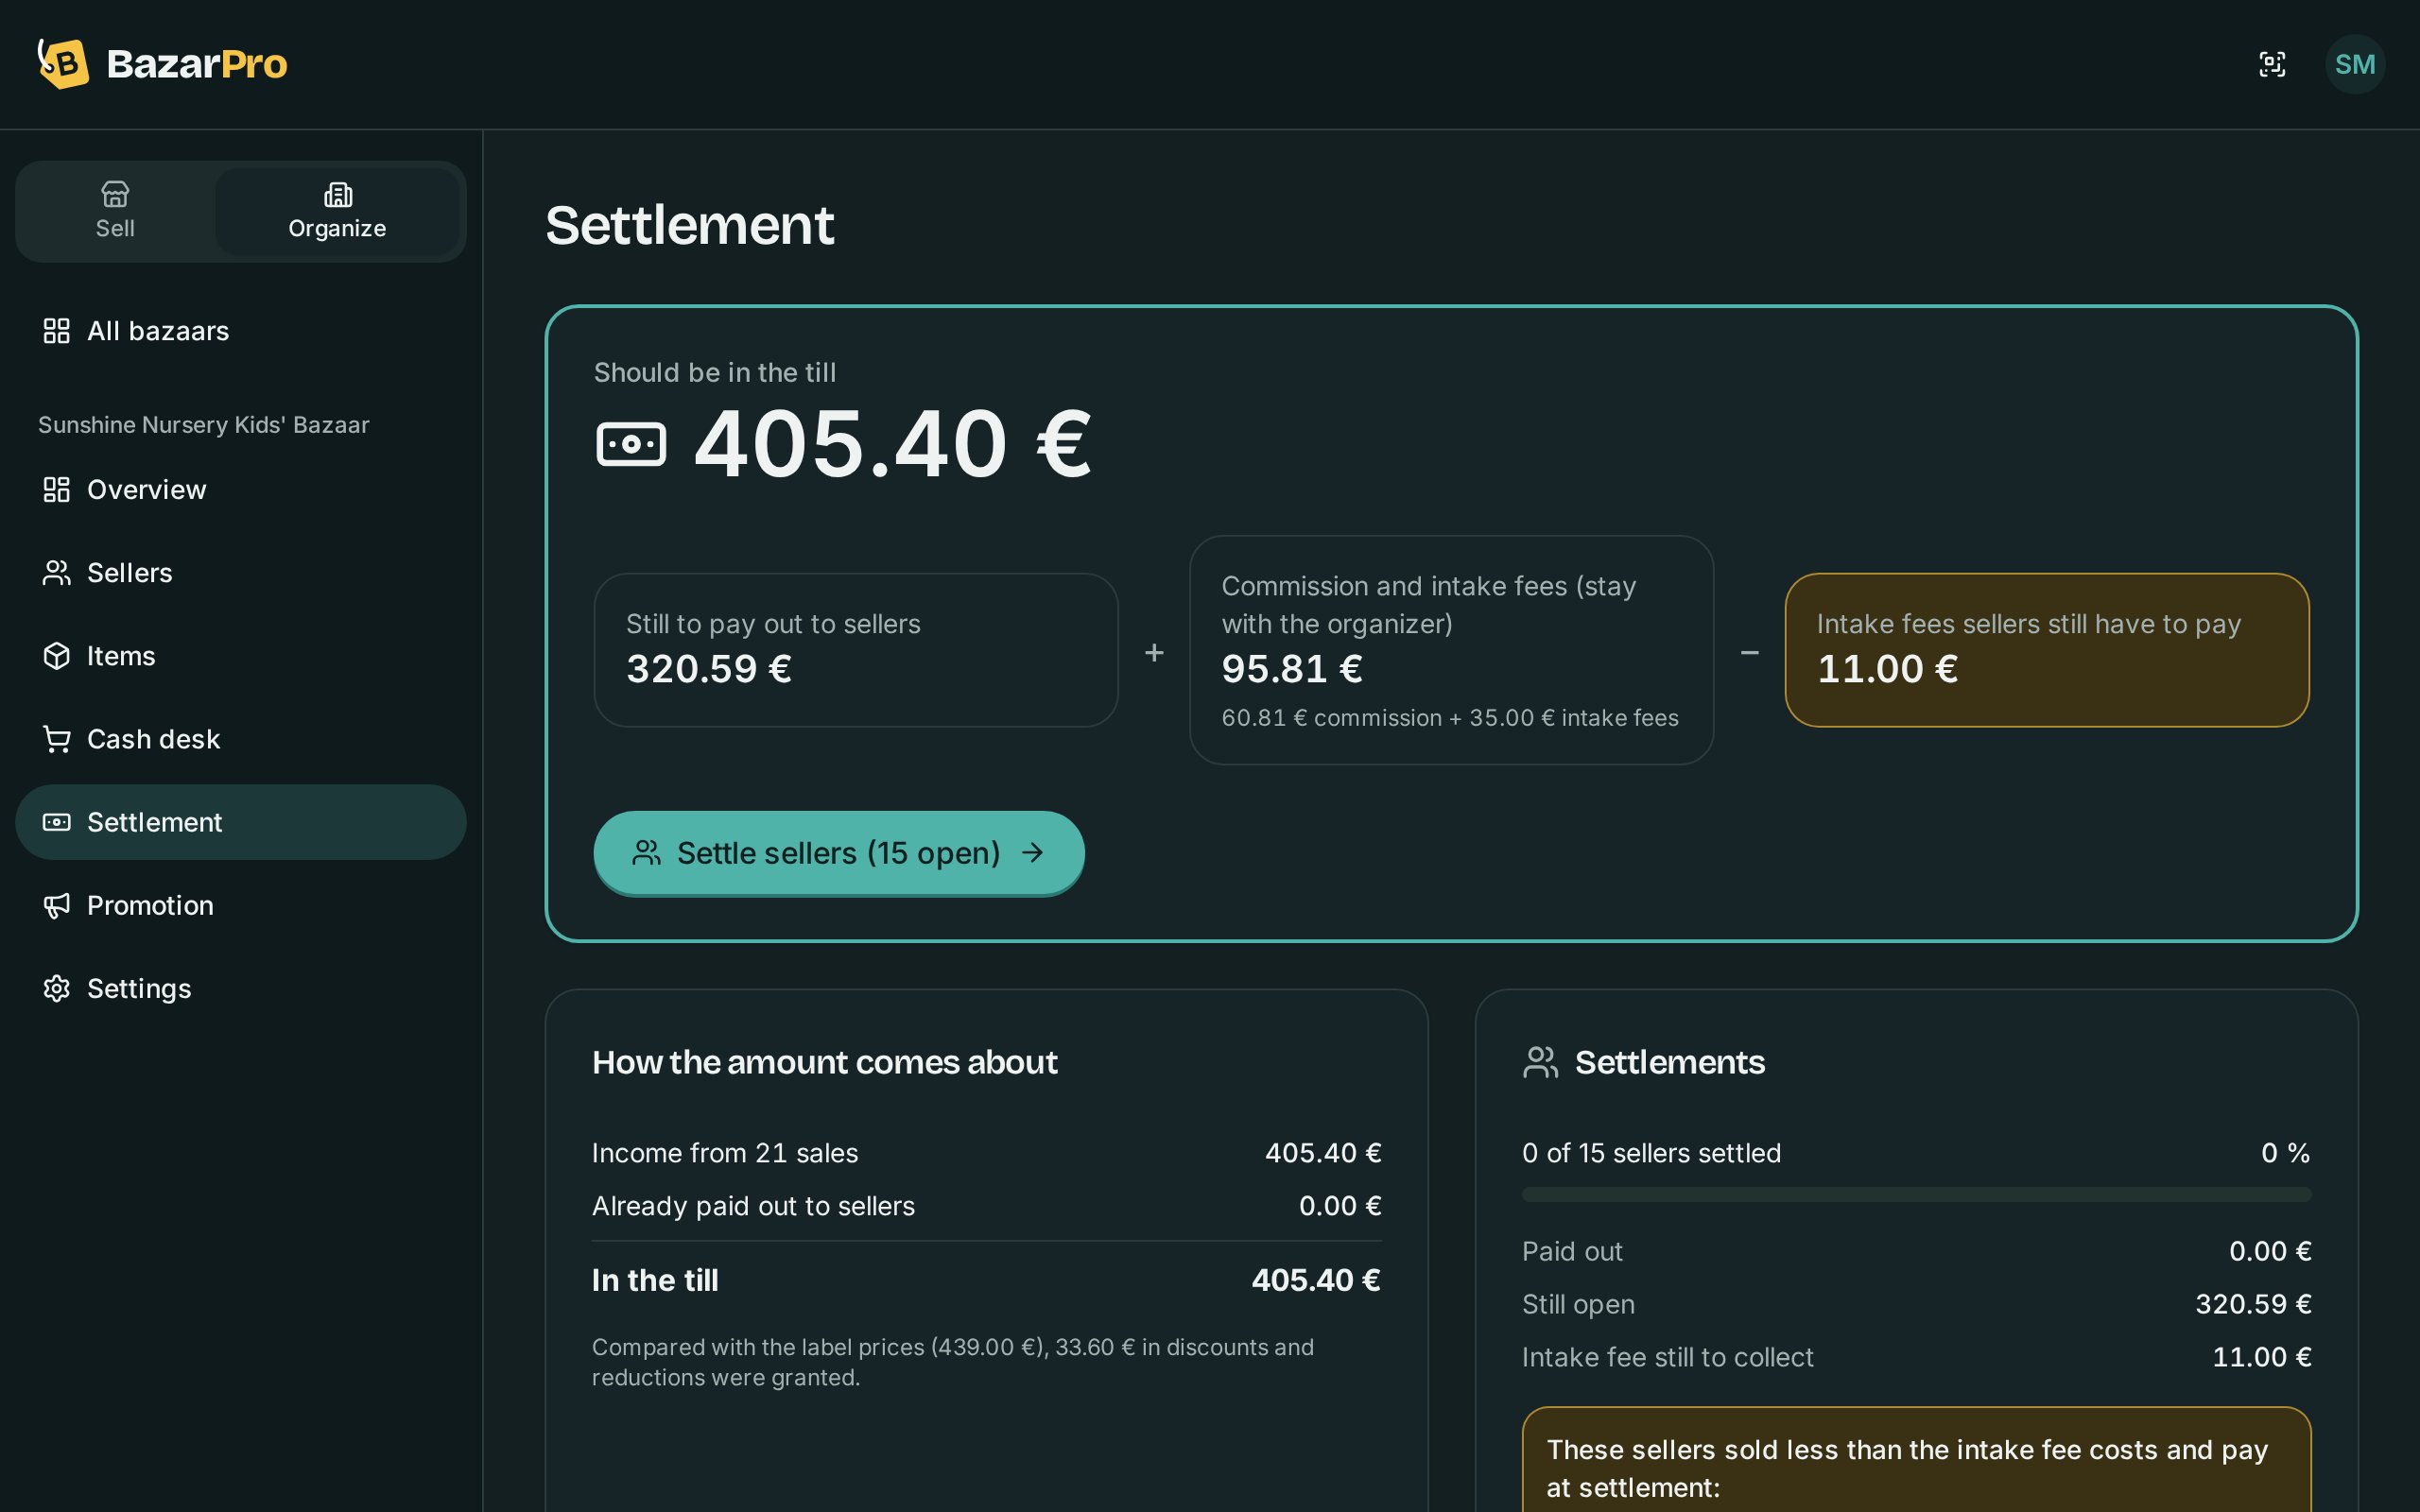 B BazarPro
SM
Sell
Organize
All bazaars
Sunshine Nursery Kids' Bazaar
Overview
Sellers
Items
Cash desk
Settlement
Promotion
Settings
Settlement
Should be in the till
405.40 €
Still to pay out to sellers
320.59 €
+
Commission and intake fees (stay
with the organizer)
95.81 €
60.81 € commission + 35.00 € intake fees
−
Intake fees sellers still have to pay
11.00 €
Settle sellers (15 open) →
How the amount comes about
Income from 21 sales 405.40 €
Already paid out to sellers 0.00 €
In the till 405.40 €
Compared with the label prices (439.00 €), 33.60 € in discounts and
reductions were granted.
Settlements
0 of 15 sellers settled 0 %
Paid out 0.00 €
Still open 320.59 €
Intake fee still to collect 11.00 €
These sellers sold less than the intake fee costs and pay
at settlement: